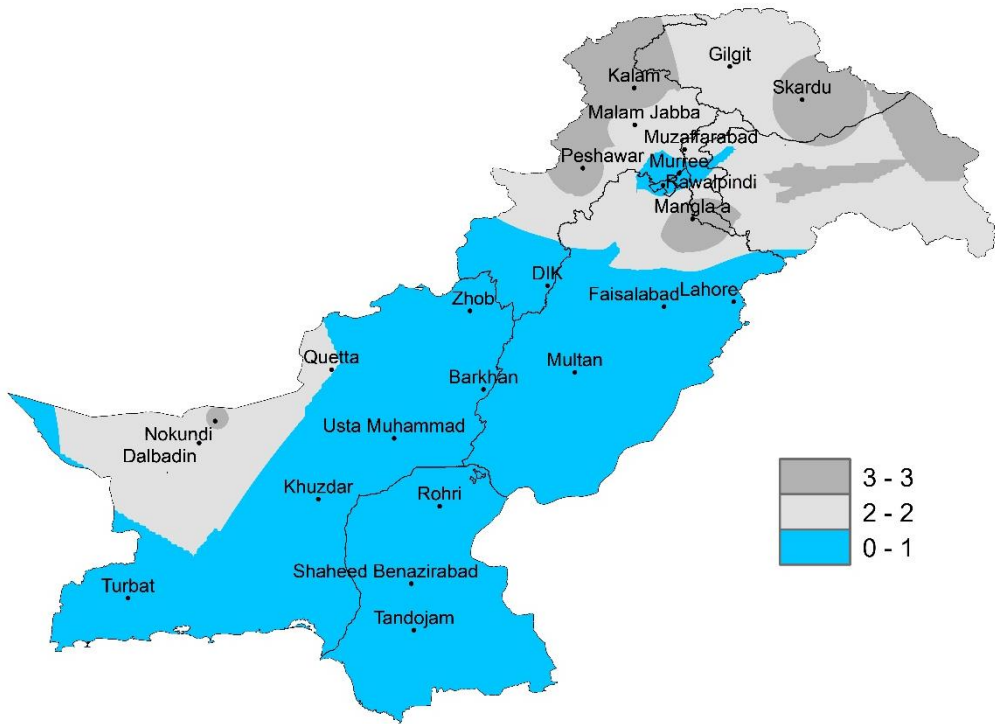 Gilgit
Kalam
Skardu
Malam Jabba
Muzaffarabad
Peshawar
Murree
Rawalpindi
Mangla a
DIK
Zhob
Faisalabad
Lahore
Quetta
Multan
Barkhan
Usta Muhammad
Nokundi
Dalbadin
Khuzdar
Rohri
3 - 3
2 - 2
0 - 1
Shaheed Benazirabad
Turbat
Tandojam